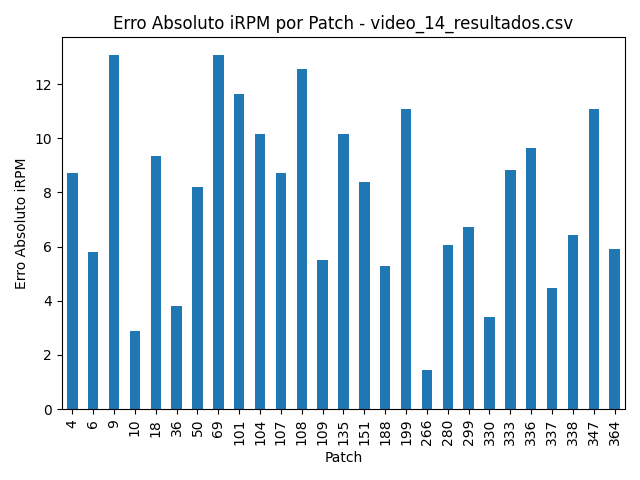 Erro Absoluto iRPM por Patch - video_14_resultados.csv
Erro Absoluto iRPM
12
10
8
6
4
2
0
4 6 9 10 18 36 50 69 101 104 107 108 109 135 151 188 199 266 280 299 330 333 336 337 338 347 364
Patch